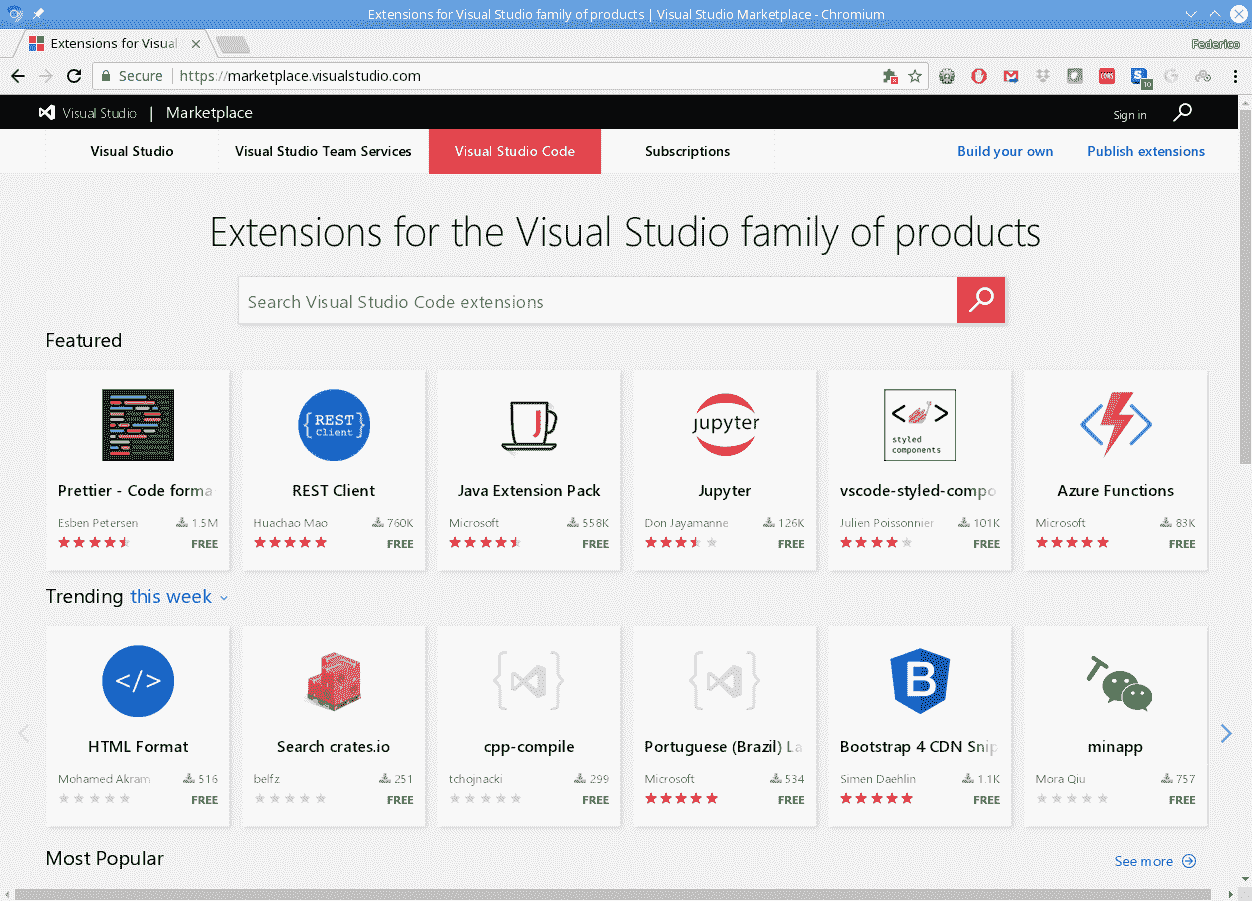 Extensions for Visual Studio family of products | Visual Studio Marketplace - Chromium
Extensions for Visual
Federico
Secure https://marketplace.visualstudio.com
Visual Studio | Marketplace Sign in
Visual Studio Visual Studio Team Services Visual Studio Code Subscriptions Build your own Publish extensions
Extensions for the Visual Studio family of products
Search Visual Studio Code extensions
Featured
REST
Client
J
jupyter
styled
components
Prettier - Code forma REST Client Java Extension Pack Jupyter vscode-styled-compo Azure Functions
Esben Petersen 1.5M Huachao Mao 760K Microsoft 558K Don Jayamanne 126K Julien Poissonnier 101K Microsoft 83K
FREE FREE FREE FREE FREE FREE
Trending this week
</> B
HTML Format Search crates.io cpp-compile Portuguese (Brazil) La Bootstrap 4 CDN Snip minapp
Mohamed Akram 516 belfz 251 tchojnacki 299 Microsoft 534 Simen Daehlin 1.1K Mora Qiu 757
FREE FREE FREE FREE FREE FREE
Most Popular See more